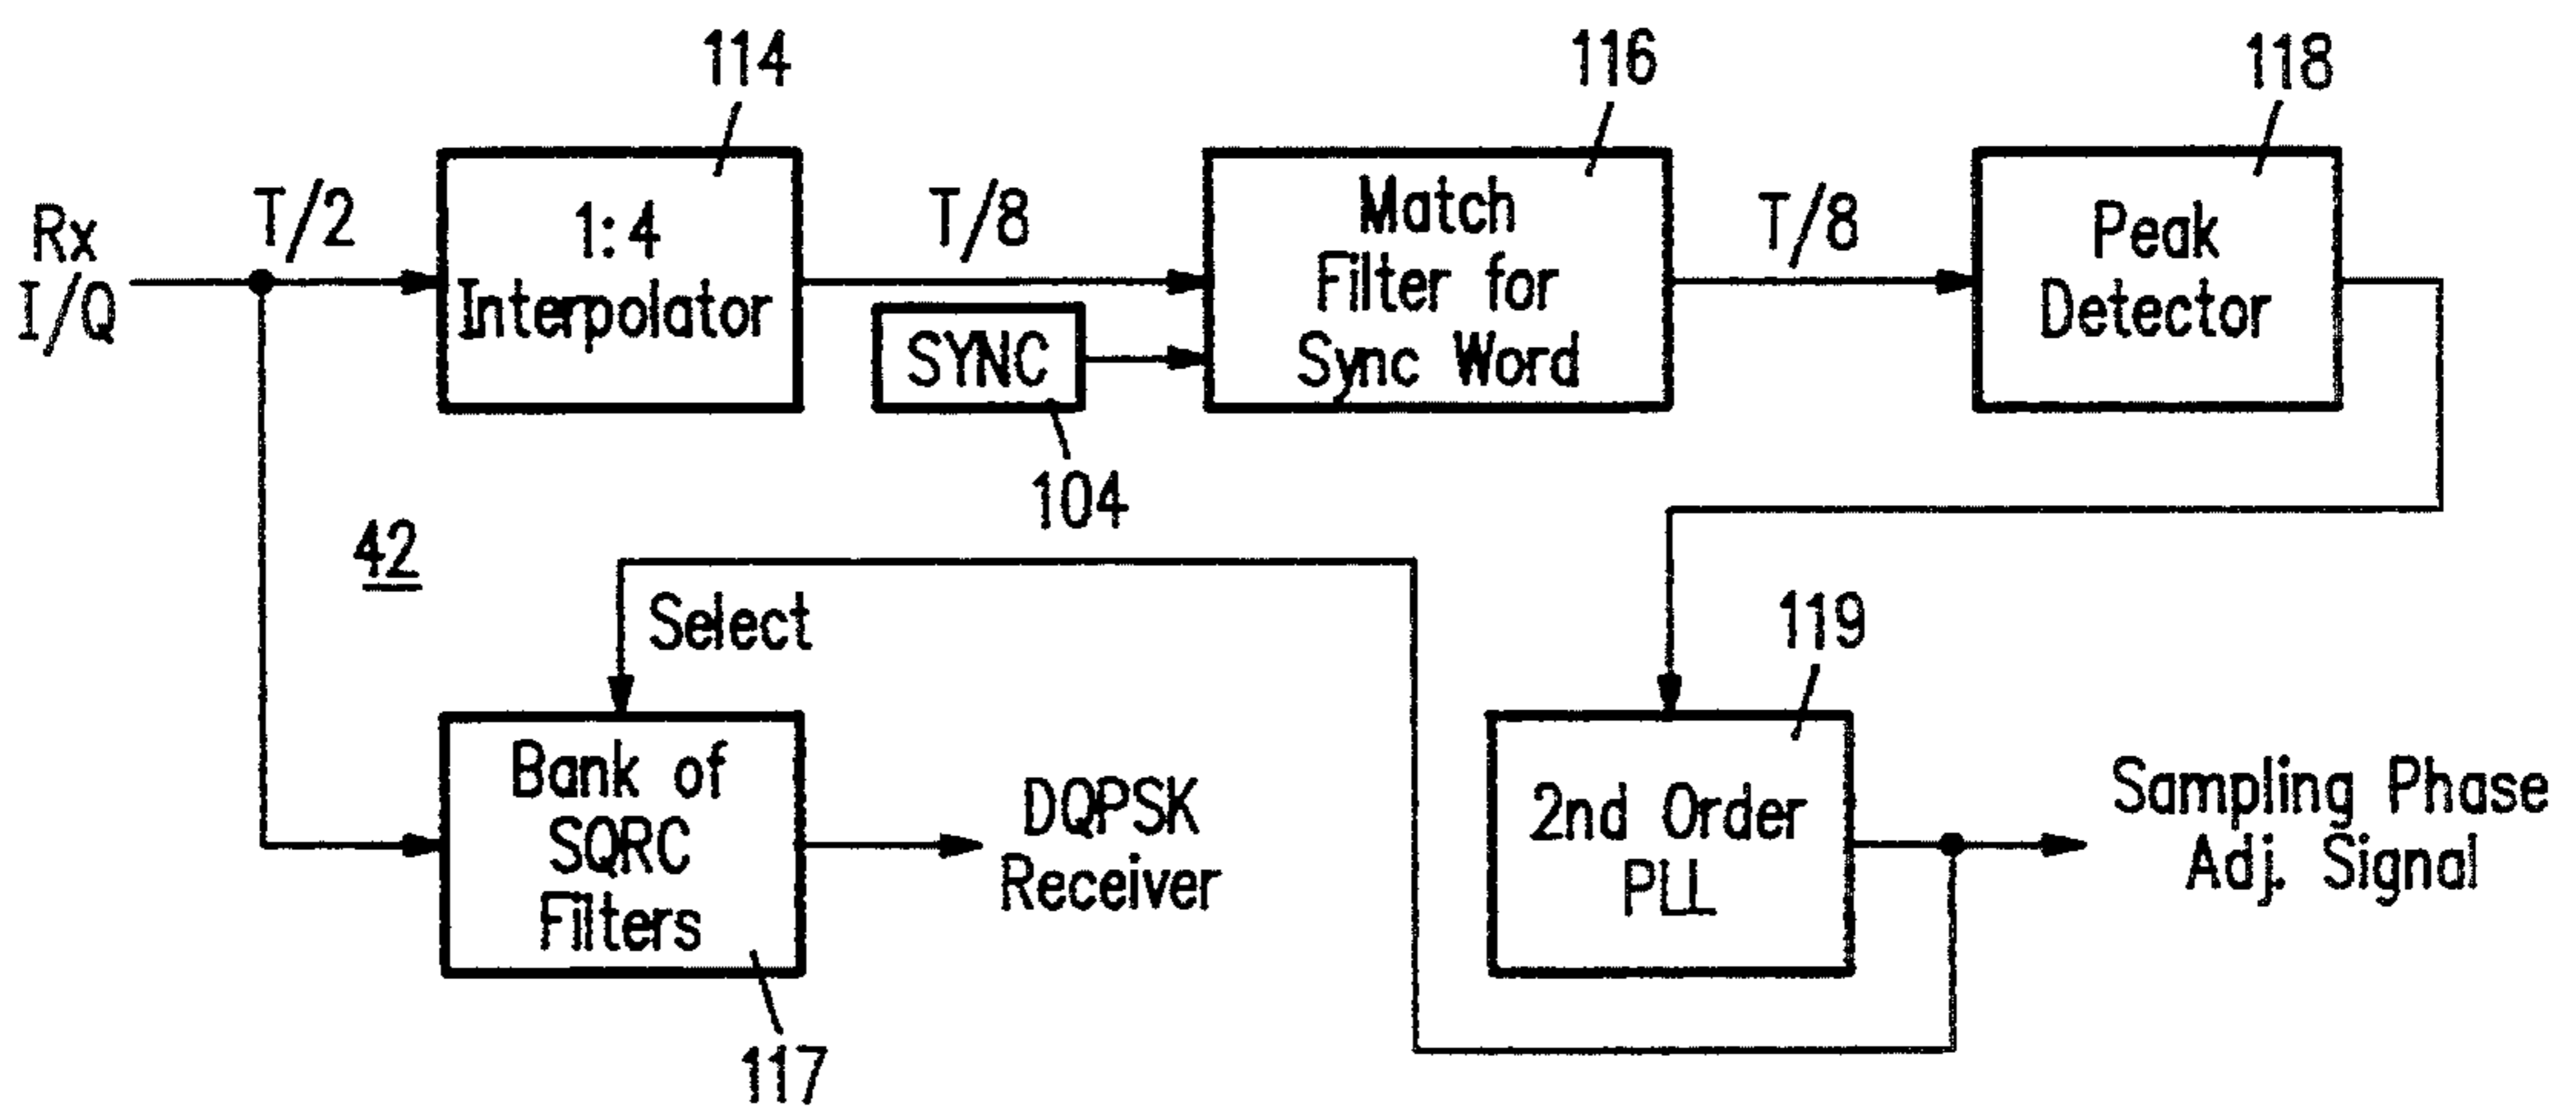 114
116
118
Rx
I/Q
T/2
1:4
Interpolator
T/8
SYNC
104
Match
Filter for
Sync Word
T/8
Peak
Detector
42
Select
119
Bank of
SQRC
Filters
117
DQPSK
Receiver
2nd Order
PLL
Sampling Phase
Adj. Signal